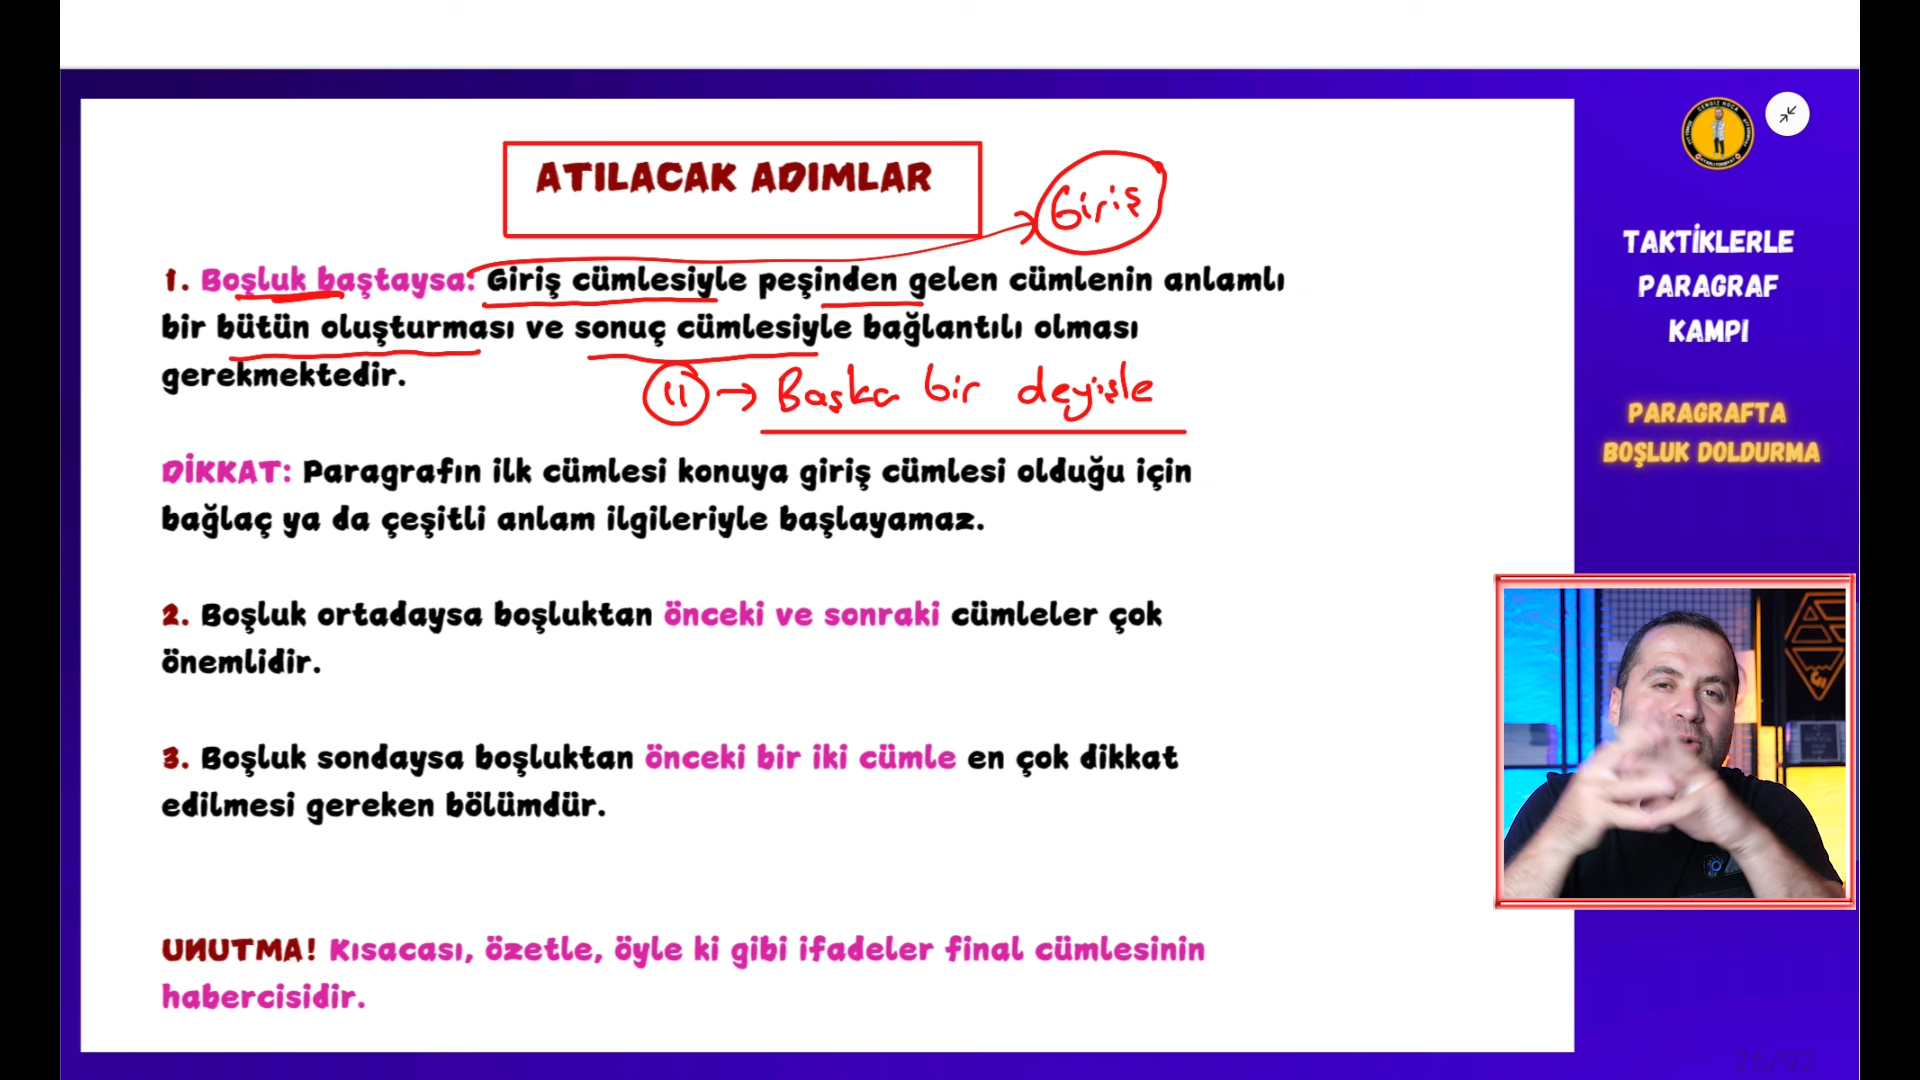 ATILACAK ADIMLAR
Giriş
1. Boşluk baştaysa: Giriş cümlesiyle peşinden gelen cümlenin anlamlı
bir bütün oluşturması ve sonuç cümlesiyle bağlantılı olması
gerekmektedir.
11 → Başka bir deyişle
DİKKAT: Paragrafın ilk cümlesi konuya giriş cümlesi olduğu için
bağlaç ya da çeşitli anlam ilgileriyle başlayamaz.
2. Boşluk ortadaysa boşluktan önceki ve sonraki cümleler çok
önemlidir.
3. Boşluk sondaysa boşluktan önceki bir iki cümle en çok dikkat
edilmesi gereken bölümdür.
UNUTMA! Kısacası, özetle, öyle ki gibi ifadeler final cümlesinin
habercisidir.
CENGİZ HOCA
TAKTİKLERLE
PARAGRAF
KAMPI
PARAGRAFTA
BOŞLUK DOLDURMA
26/92